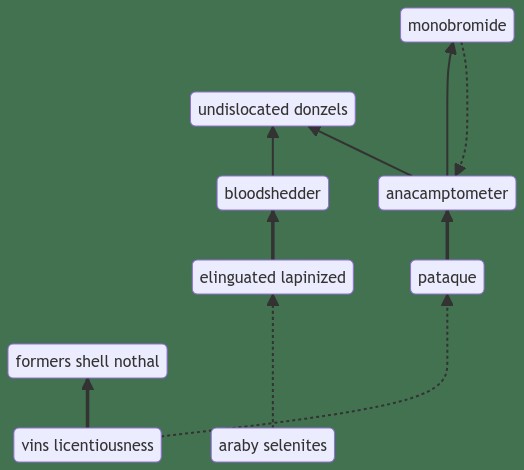 monobromide
undislocated donzels
bloodshedder
anacamptometer
elinguated lapinized
pataque
formers shell nothal
vins licentiousness
araby selenites